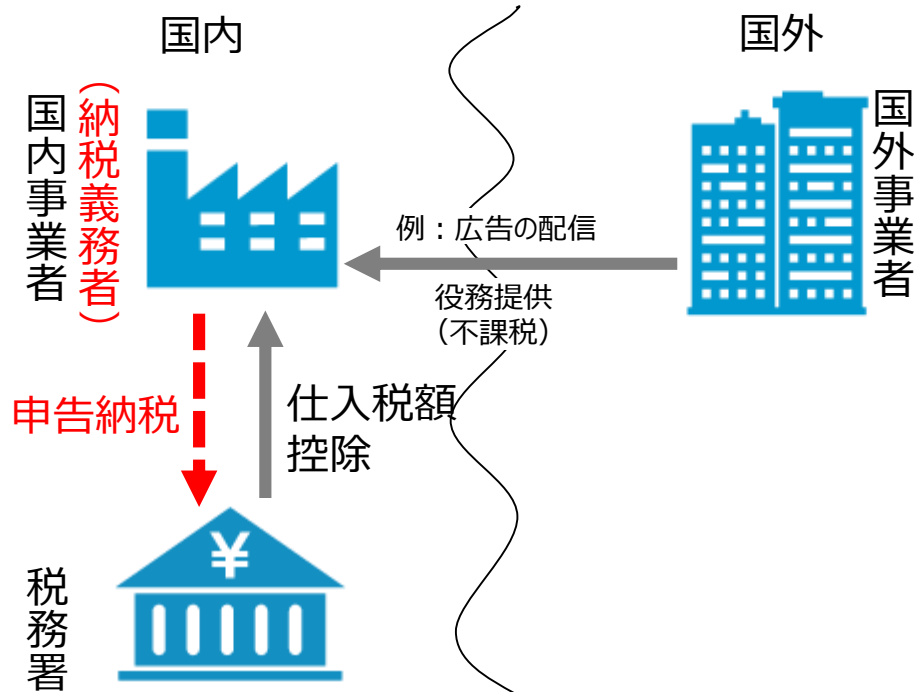 国内
国外
国内事業者
（納税義務者）
国外事業者
例：広告の配信
役務提供
（不課税）
申告納税
仕入税額
控除
¥
税務署